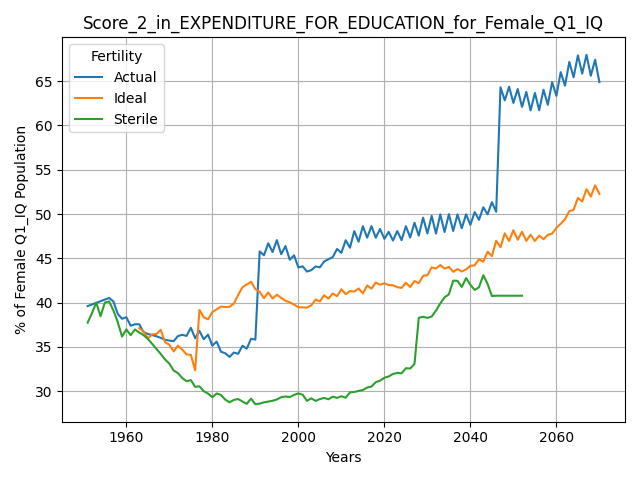 Score_2_in_EXPENDITURE_FOR_EDUCATION_for_Female_Q1_IQ
Fertility
Actual
Ideal
Sterile
% of Female Q1_IQ Population
65
60
55
50
45
40
35
30
1960 1980 2000 2020 2040 2060
Years